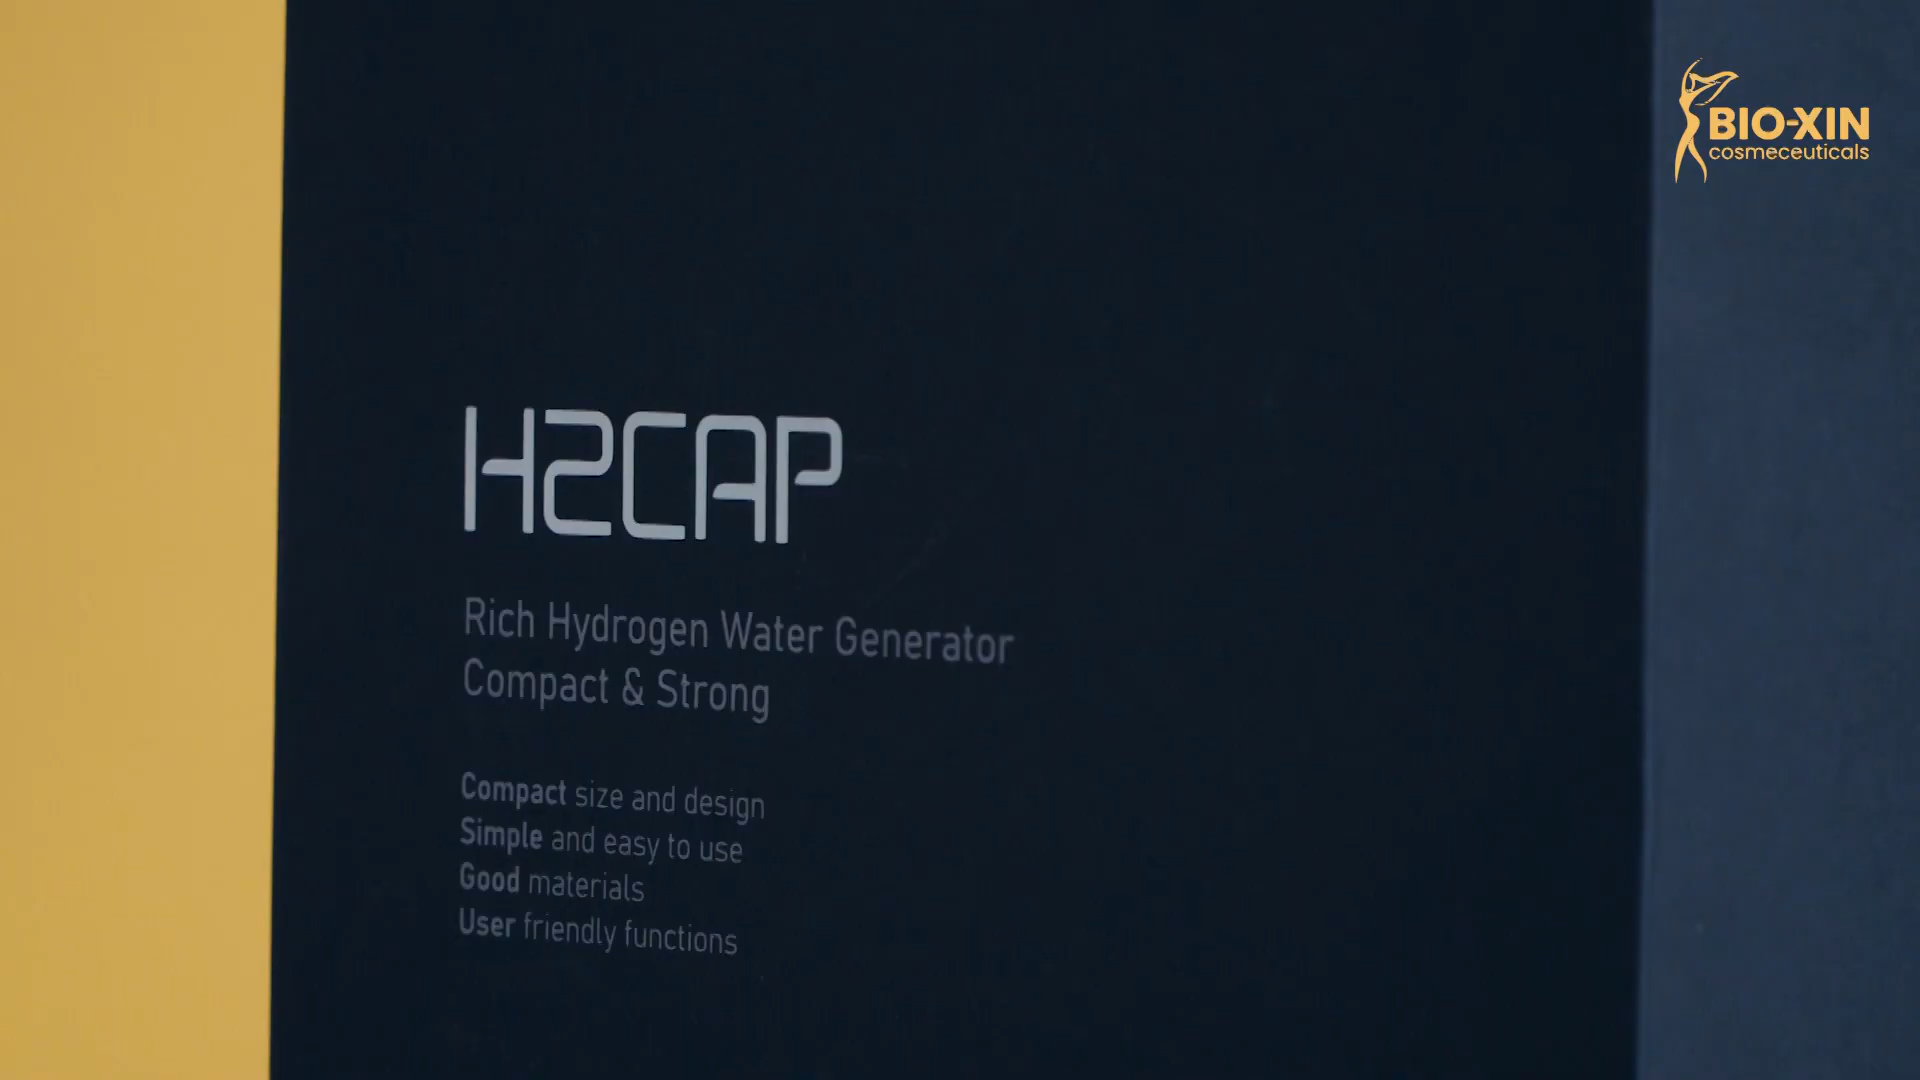 BIO-XIN
cosmeceuticals
H2CAP
Rich Hydrogen Water Generator
Compact & Strong
Compact size and design
Simple and easy to use
Good materials
User friendly functions